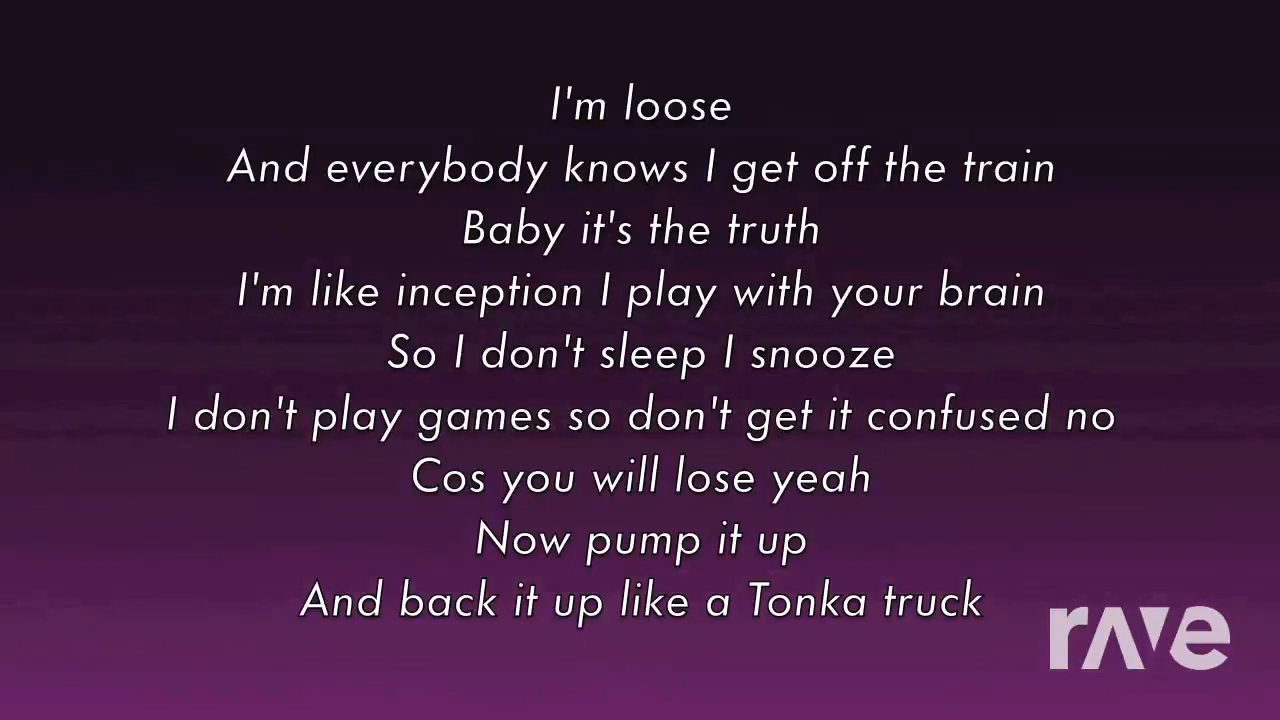 I'm loose
And everybody knows I get off the train
Baby it's the truth
I'm like inception I play with your brain
So I don't sleep I snooze
I don't play games so don't get it confused no
Cos you will lose yeah
Now pump it up
And back it up like a Tonka truck
rave